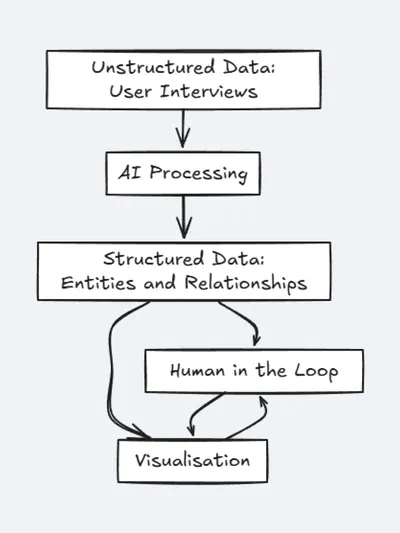 Unstructured Data:
User Interviews
AI Processing
Structured Data:
Entities and Relationships
Human in the Loop
Visualisation